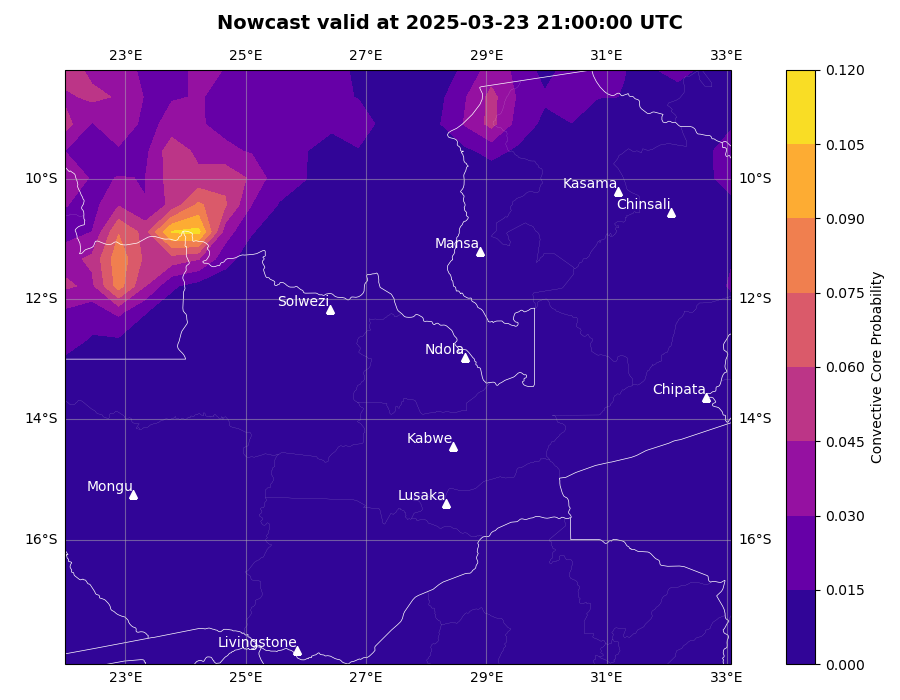 Nowcast valid at 2025-03-23 21:00:00 UTC
23°E 25°E 27°E 29°E 31°E 33°E
0.120
0.105
10°S Kasama 10°S
Chinsali
0.090
Mansa
12°S Solwezi 12°S
0.075
Ndola
0.060
Chipata
14°S 14°S
Kabwe
0.045
Mongu
Lusaka
0.030
16°S 16°S
0.015
Livingstone
0.000
23°E 25°E 27°E 29°E 31°E 33°E
Convective Core Probability